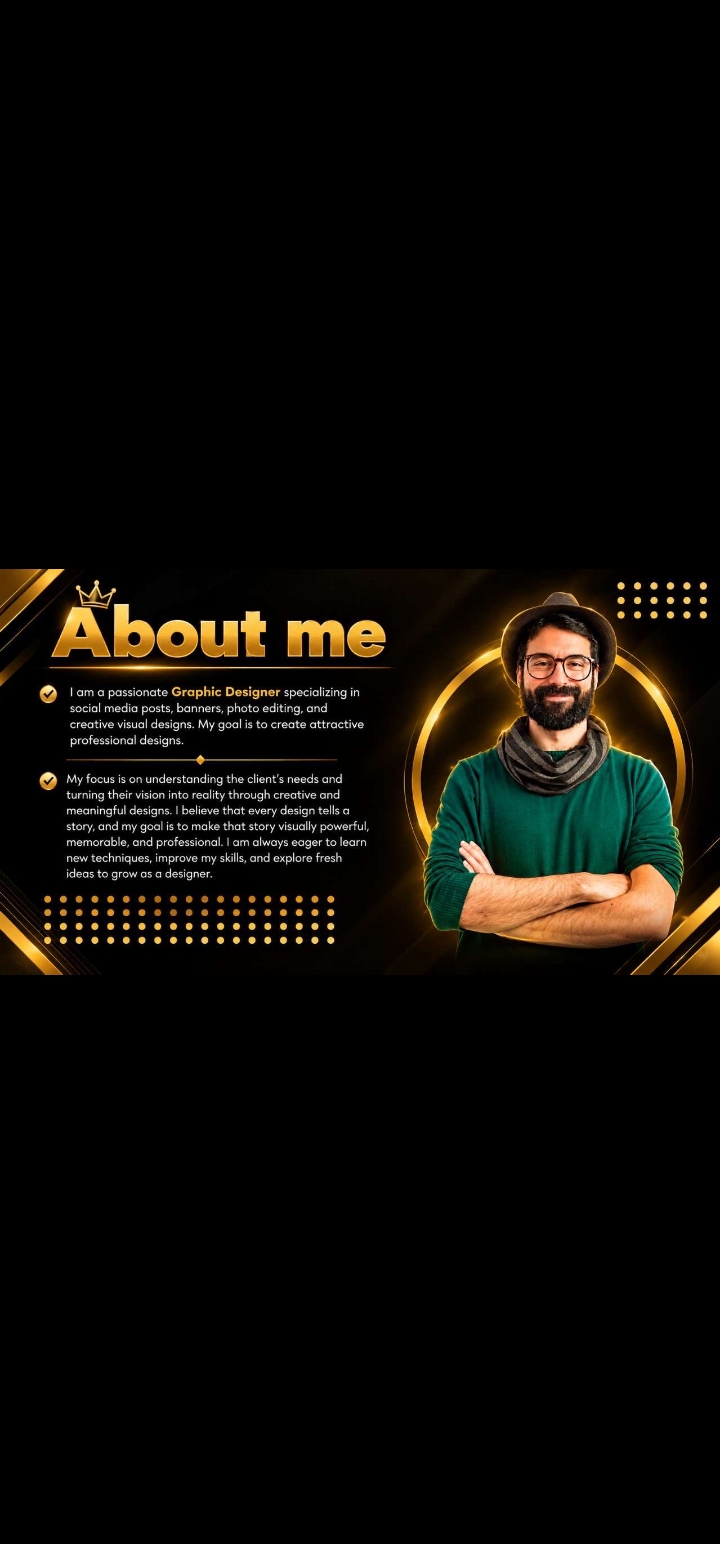 About me
I am a passionate Graphic Designer specializing in
social media posts, banners, photo editing, and
creative visual designs. My goal is to create attractive
professional designs.
My focus is on understanding the client's needs and
turning their vision into reality through creative and
meaningful designs. I believe that every design tells a
story, and my goal is to make that story visually powerful,
memorable, and professional. I am always eager to learn
new techniques, improve my skills, and explore fresh
ideas to grow as a designer.